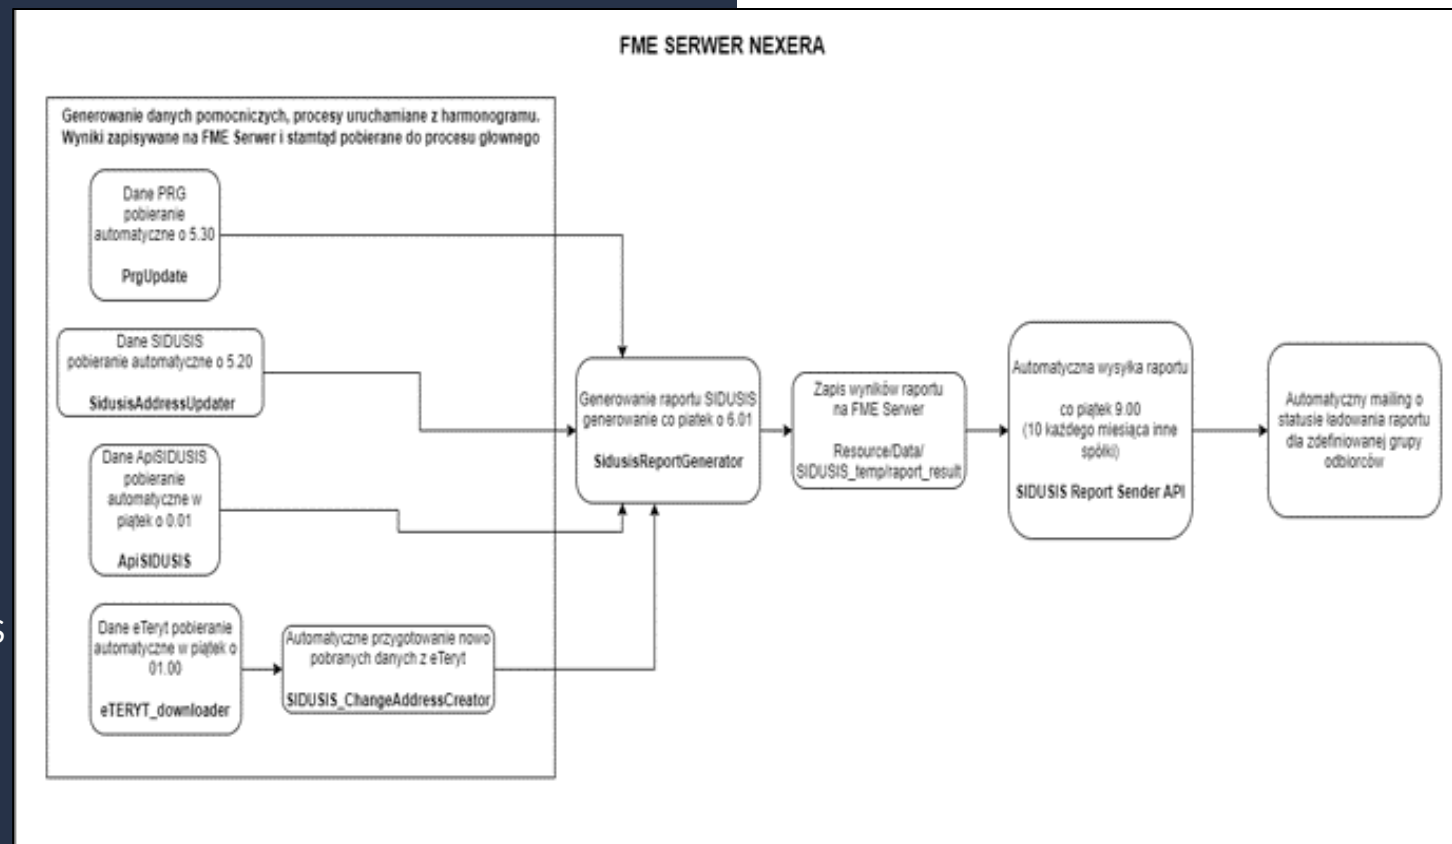 FME SERWER NEXERA
Generowanie danych pomocniczych, procesy uruchamiane z harmonogramu.
Wyniki zapisywane na FME Serwer i stamtąd pobierane do procesu głownego
Dane PRG
pobieranie
automatyczne o 5.30
PrgUpdate
Dane SIDUSIS
pobieranie automatyczne o 5.20
SidusisAddressUpdater
Dane ApiSIDUSIS
pobieranie
automatyczne w
piątek o 0.01
ApiSIDUSIS
Dane eTeryt pobieranie
automatyczne w piątek o
01.00
eTERYT_downloader
Automatyczne przygotowanie nowo
pobranych danych z eTeryt
SIDUSIS_ChangeAddressCreator
Generowanie raportu SIDUSIS
generowanie co piatek o 6.01
SidusisReportGenerator
Zapis wyników raportu
na FME Serwer
Resource/Data/
SIDUSIS_temp/raport_result
Automatyczna wysyłka raportu
co piątek 9.00
(10 każdego miesiąca inne
spółki)
SIDUSIS Report Sender API
Automatyczny mailing o
statusie ładowania raportu
dla zdefiniowanej grupy
odbiorców